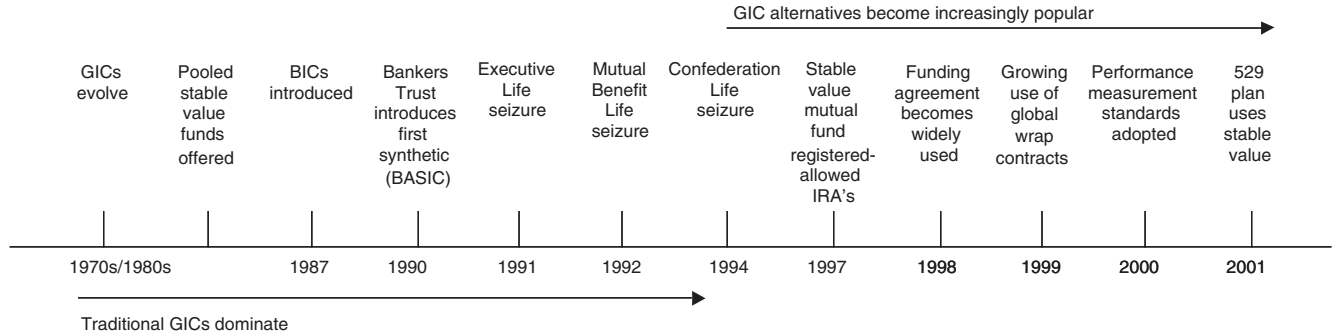 GIC alternatives become increasingly popular
GICs
evolve
Pooled
stable
value
funds
offered
BICs
introduced
Bankers
Trust
introduces
first
synthetic
(BASIC)
Executive
Life
seizure
Mutual
Benefit
Life
seizure
Confederation
Life
seizure
Stable
value
mutual
fund
registered-
allowed
IRA's
Funding
agreement
becomes
widely
used
Growing
use of
global
wrap
contracts
Performance
measurement
standards
adopted
529
plan
uses
stable
value
1970s/1980s
1987
1990
1991
1992
1994
1997
1998
1999
2000
2001
Traditional GICs dominate